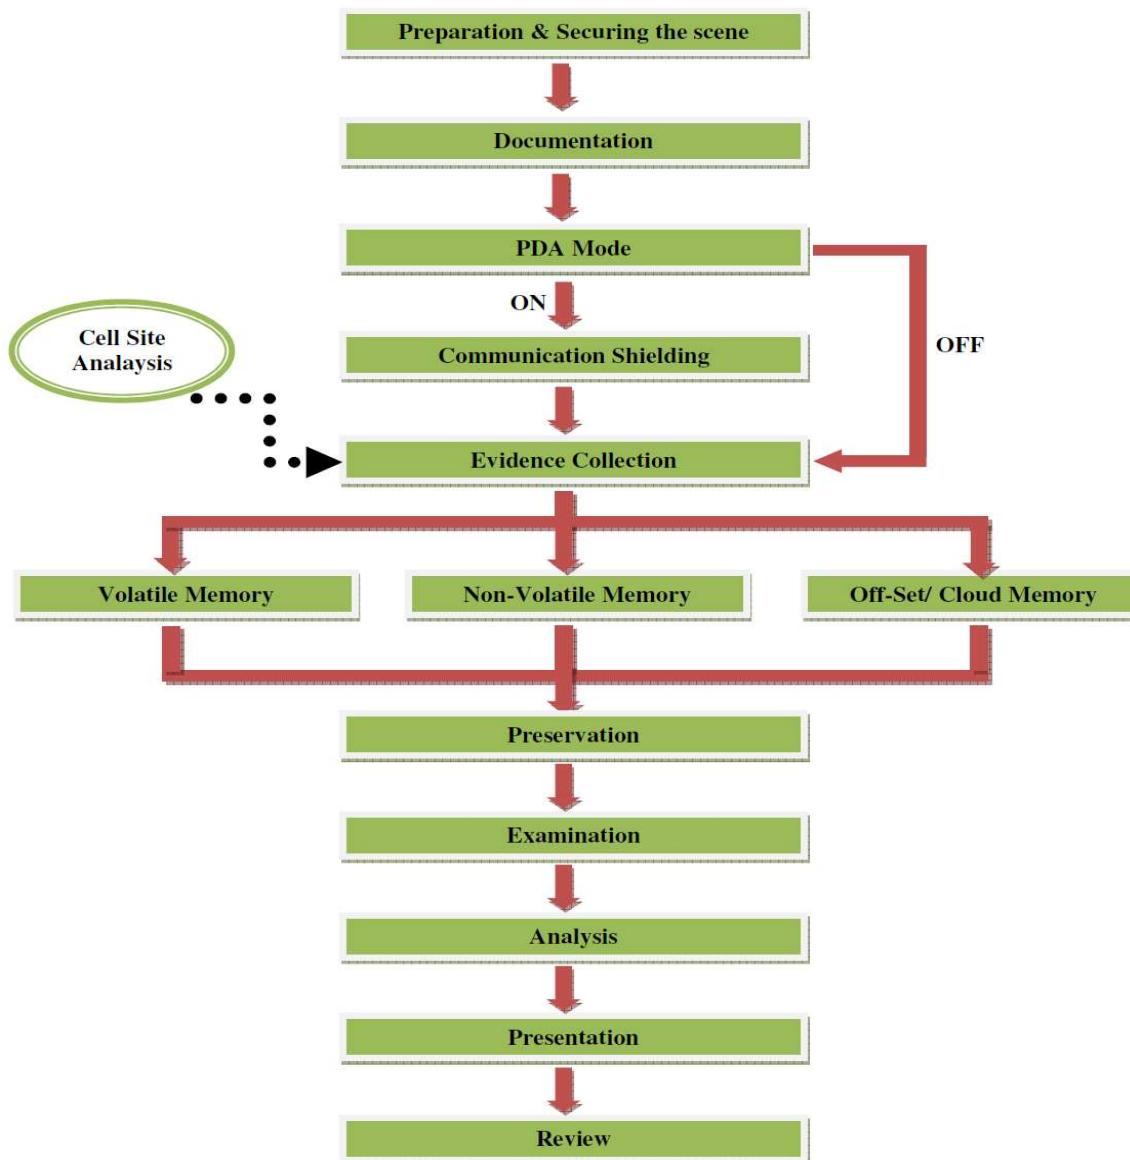 Preparation & Securing the scene
Documentation
PDA Mode
ON
Cell Site
Analaysis
Communication Shielding
OFF
Evidence Collection
Volatile Memory
Non-Volatile Memory
Off-Set/ Cloud Memory
Preservation
Examination
Analysis
Presentation
Review